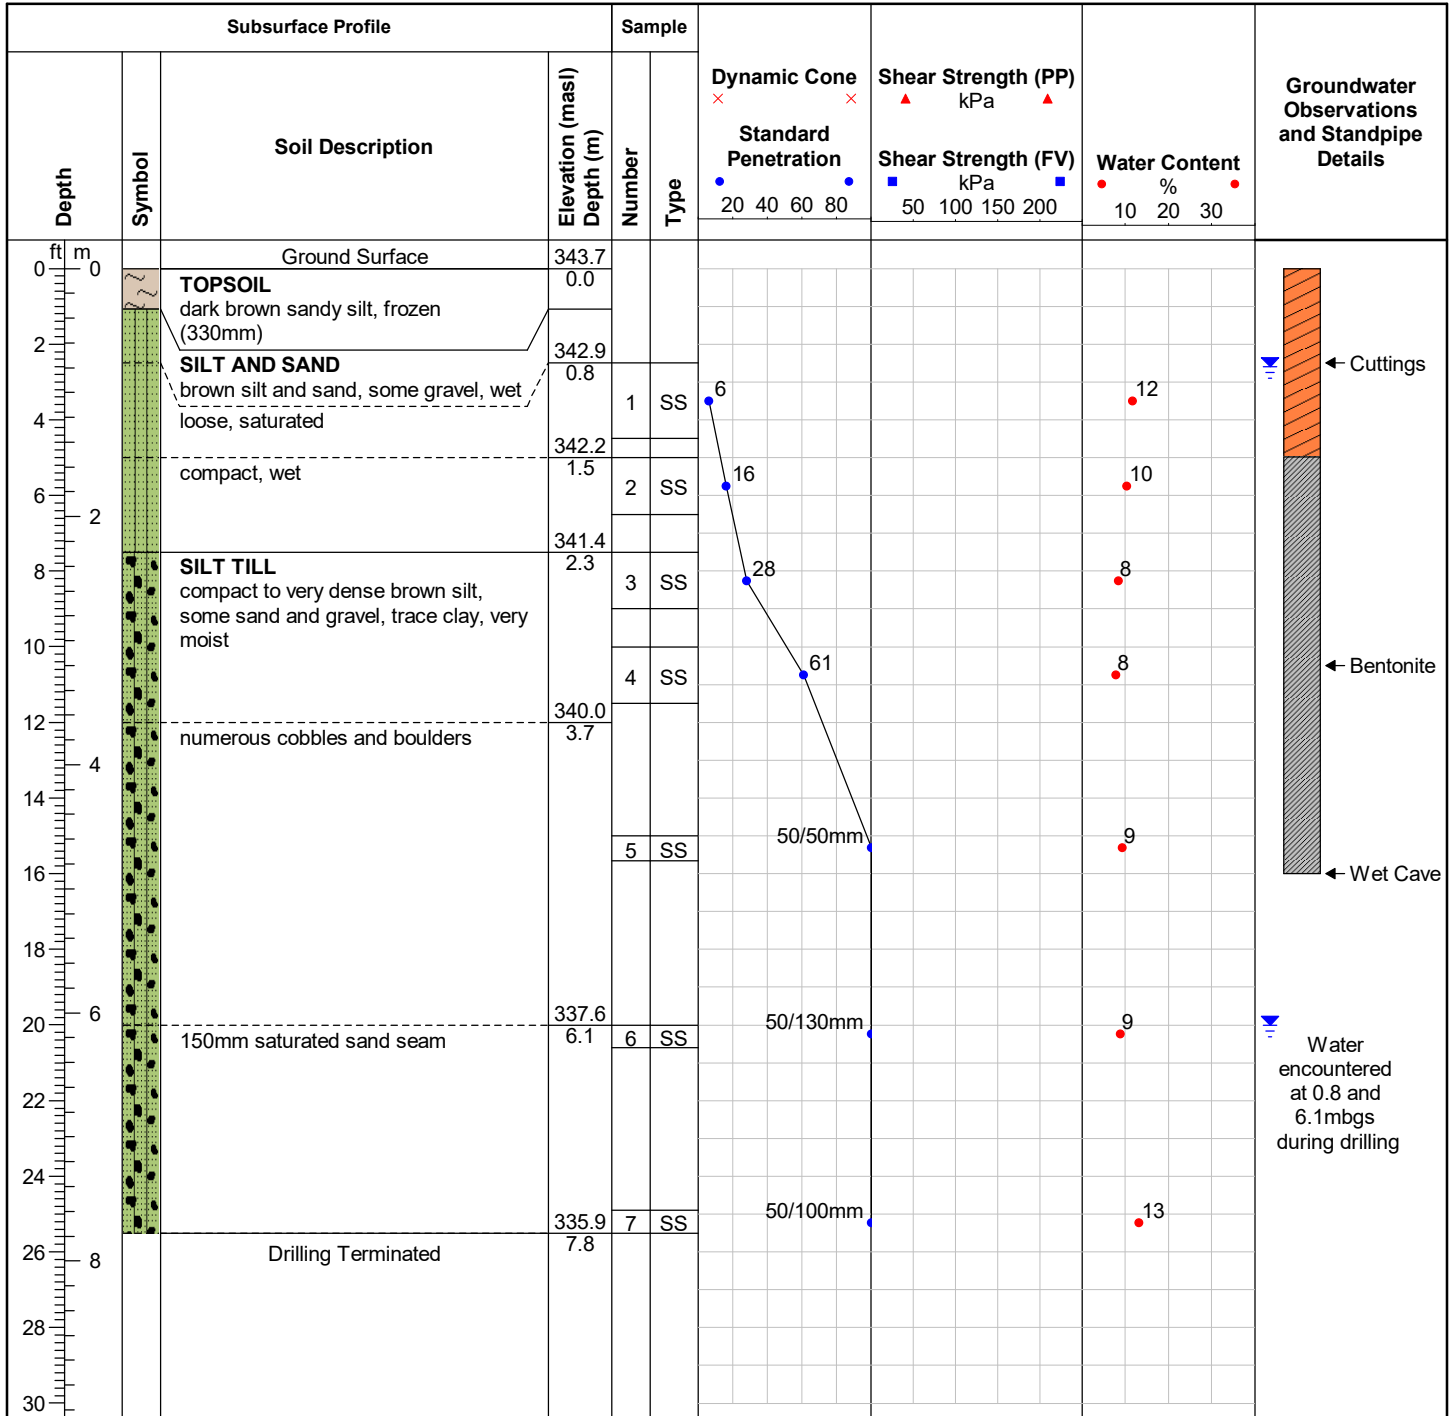 Subsurface Profile
Sample
Depth
Symbol
Soil Description
Elevation (masl)
Depth (m)
Number
Type
Dynamic Cone
Standard
Penetration
20 40 60 80
Shear Strength (PP)
kPa
Shear Strength (FV)
kPa
50 100 150 200
Water Content
%
10 20 30
Groundwater
Observations
and Standpipe
Details
ft m
0 0
2
4
6
2
8
10
12
4
14
16
18
6
20
22
24
26
8
28
30
Ground Surface
343.7
0.0
TOPSOIL
dark brown sandy silt, frozen
(330mm)
342.9
0.8
SILT AND SAND
brown silt and sand, some gravel, wet
loose, saturated
342.2
1.5
compact, wet
341.4
2.3
SILT TILL
compact to very dense brown silt,
some sand and gravel, trace clay, very
moist
340.0
3.7
numerous cobbles and boulders
337.6
6.1
150mm saturated sand seam
335.9
7.8
Drilling Terminated
1 SS 6 12
2 SS 16 10
3 SS 28 8
4 SS 61 8
5 SS 50/50mm 9
6 SS 50/130mm 9
7 SS 50/100mm 13
Cuttings
Bentonite
Wet Cave
Water
encountered
at 0.8 and
6.1mbgs
during drilling